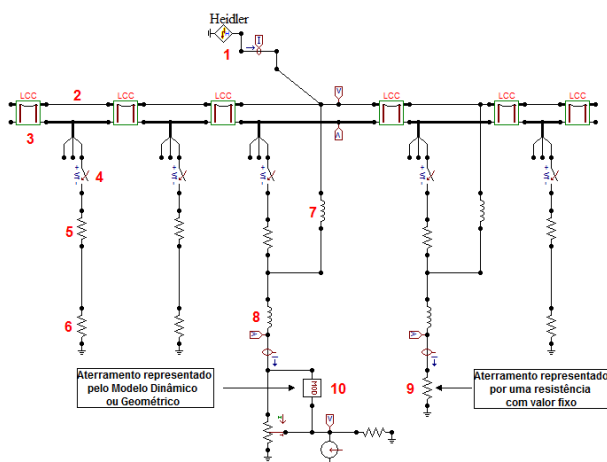 Heidler
1
I
LCC
2
LCC
LCC
V
LCC
LCC
LCC
3
V
4
5
7
6
8
V
I
V
I
Aterramento representado
pelo Modelo Dinâmico
ou Geométrico
MOD
10
9
Aterramento representado
por uma resistência
com valor fixo
V